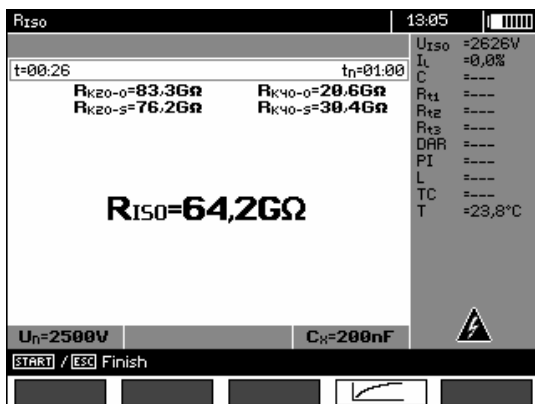 RISO 13:05
t=00:26 tn=01:00
RK20-O=83,3GΩ RK40-O=20,6GΩ
RK20-S=76,2GΩ RK40-S=30,4GΩ
RISO=64,2GΩ
Un=2500V Cx=200nF
START / ESC Finish
UISO =2626V
IL =0,0%
C =---
Rt1 =---
Rt2 =---
Rt3 =---
DAR =---
PI =---
L =---
TC =---
T =23,8°C